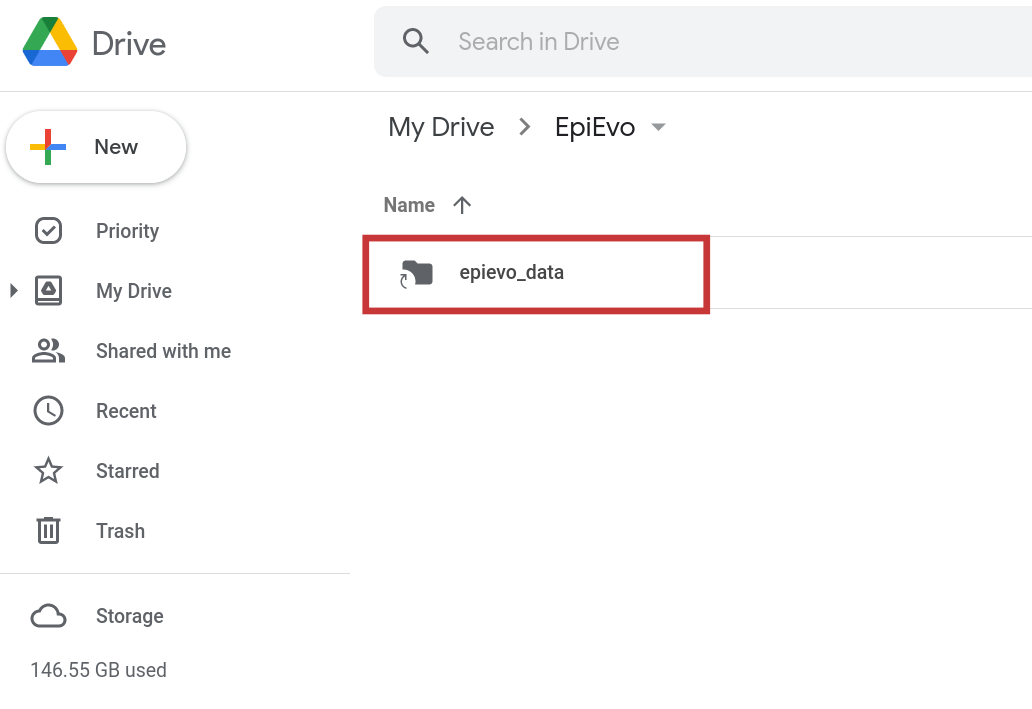 Drive
Search in Drive
My Drive > EpiEvo
New
Name
Priority
epievo_data
My Drive
Shared with me
Recent
Starred
Trash
Storage
146.55 GB used